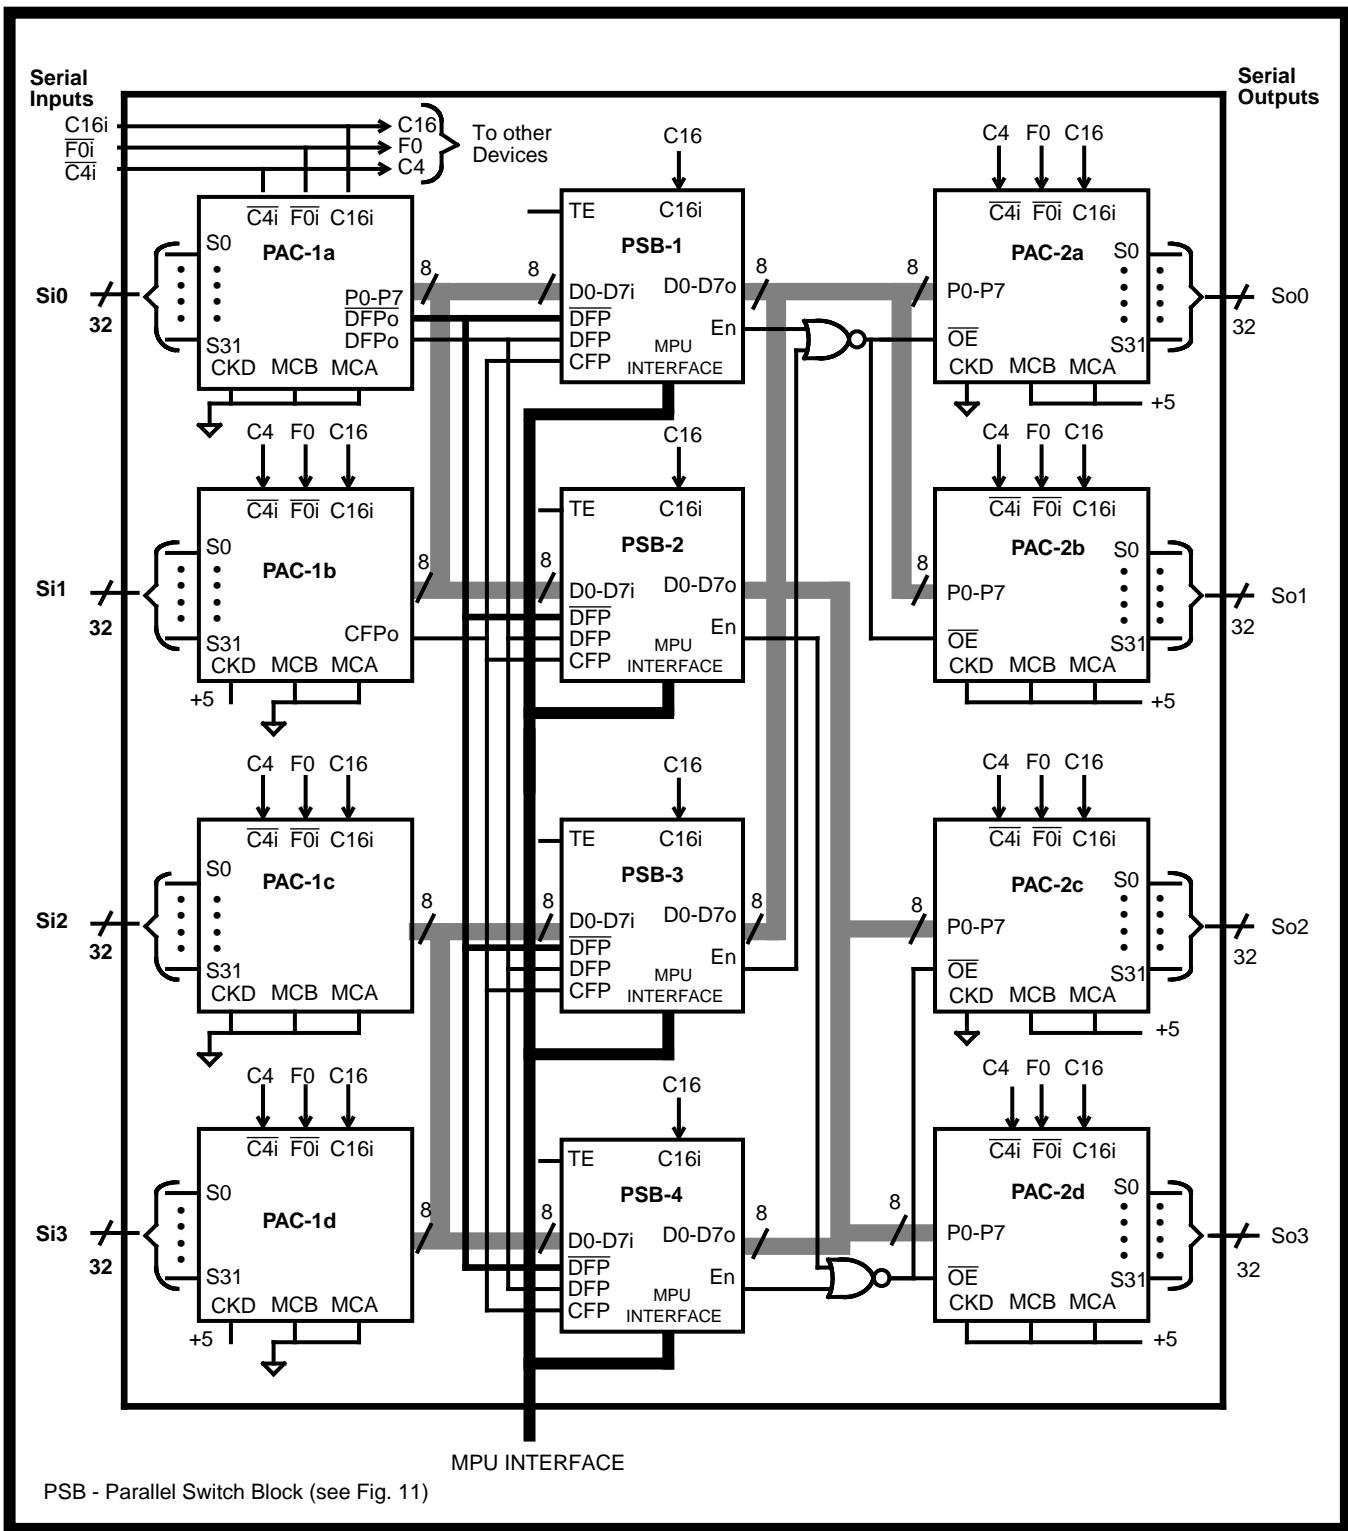 Serial
Inputs
C16i
F0i
C4i
C16
F0
C4
To other
Devices
Serial
Outputs
C4i F0i C16i
PAC-1a
S0
S31
P0-P7
DFPo
DFPo
CKD MCB MCA
Si0
32
8
8
C16
TE
C16i
PSB-1
D0-D7i
D0-D7o
DFP
DFP
CFP
En
MPU
INTERFACE
8
8
C4 F0 C16
C4i F0i C16i
PAC-2a
S0
P0-P7
OE
S31
CKD MCB MCA
+5
So0
32
C4 F0 C16
C4i F0i C16i
S0
PAC-1b
CFPo
S31
CKD MCB MCA
+5
Si1
32
8
8
C16
TE
C16i
PSB-2
D0-D7i
D0-D7o
DFP
DFP
CFP
En
MPU
INTERFACE
8
C4 F0 C16
C4i F0i C16i
PAC-2b
S0
P0-P7
OE
S31
CKD MCB MCA
+5
So1
32
C4 F0 C16
C4i F0i C16i
S0
PAC-1c
S31
CKD MCB MCA
Si2
32
8
8
C16
TE
C16i
PSB-3
D0-D7i
D0-D7o
DFP
DFP
CFP
En
MPU
INTERFACE
8
8
C4 F0 C16
C4i F0i C16i
PAC-2c
S0
P0-P7
OE
S31
CKD MCB MCA
+5
So2
32
C4 F0 C16
C4i F0i C16i
S0
PAC-1d
S31
CKD MCB MCA
+5
Si3
32
8
8
C16
TE
C16i
PSB-4
D0-D7i
D0-D7o
DFP
DFP
CFP
En
MPU
INTERFACE
8
8
C4 F0 C16
C4i F0i C16i
PAC-2d
S0
P0-P7
OE
S31
CKD MCB MCA
+5
So3
32
MPU INTERFACE
PSB - Parallel Switch Block (see Fig. 11)